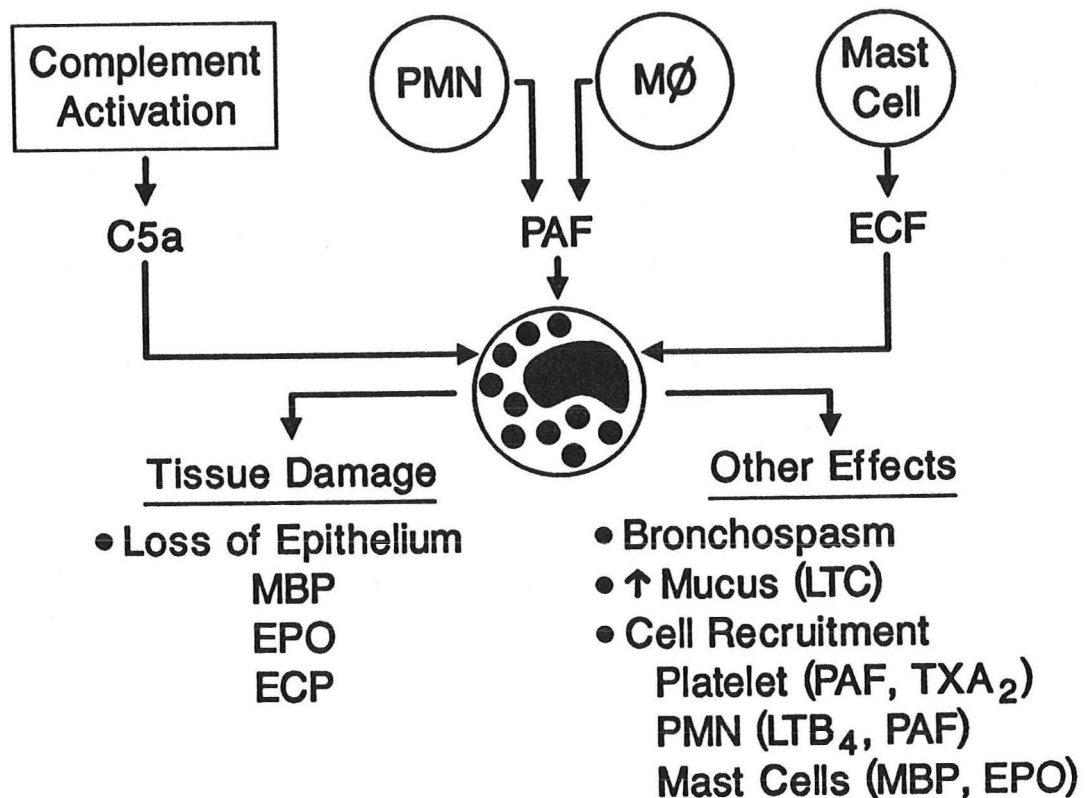 Complement
Activation
PMN
MØ
Mast
Cell
C5a
PAF
ECF
Tissue Damage
● Loss of Epithelium
MBP
EPO
ECP
Other Effects
● Bronchospasm
● ↑ Mucus (LTC)
● Cell Recruitment
Platelet (PAF, TXA₂)
PMN (LTB₄, PAF)
Mast Cells (MBP, EPO)